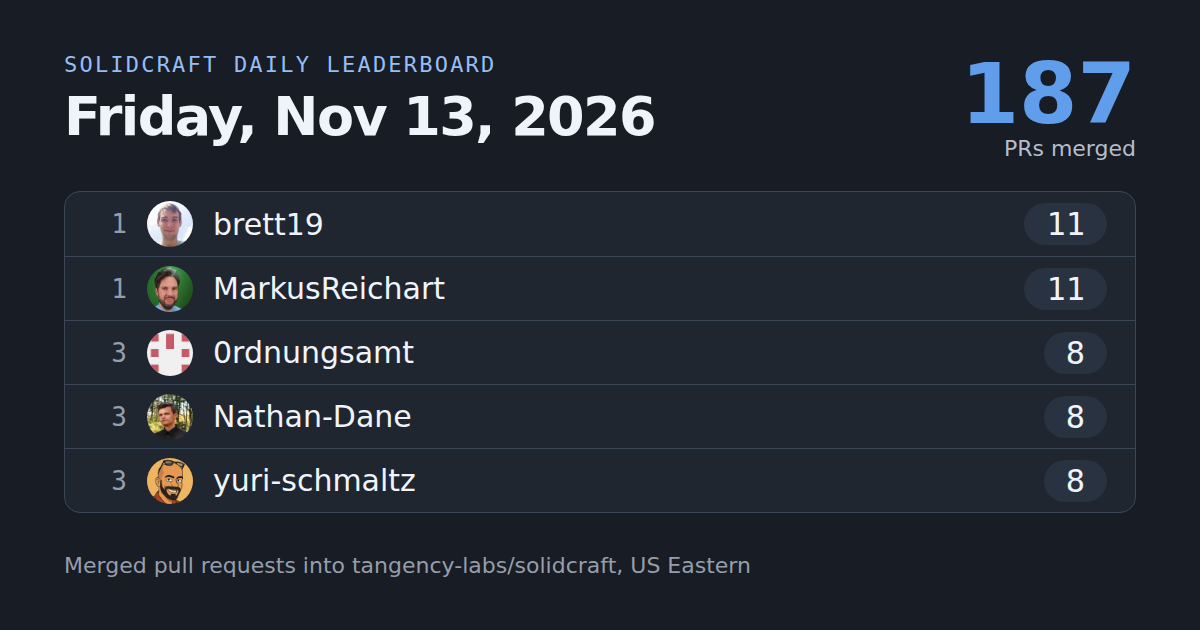 SOLIDCRAFT DAILY LEADERBOARD
Friday, Nov 13, 2026
187
PRs merged
1 brett19 11
1 MarkusReichart 11
3 0rdnungsamt 8
3 Nathan-Dane 8
3 yuri-schmaltz 8
Merged pull requests into tangency-labs/solidcraft, US Eastern